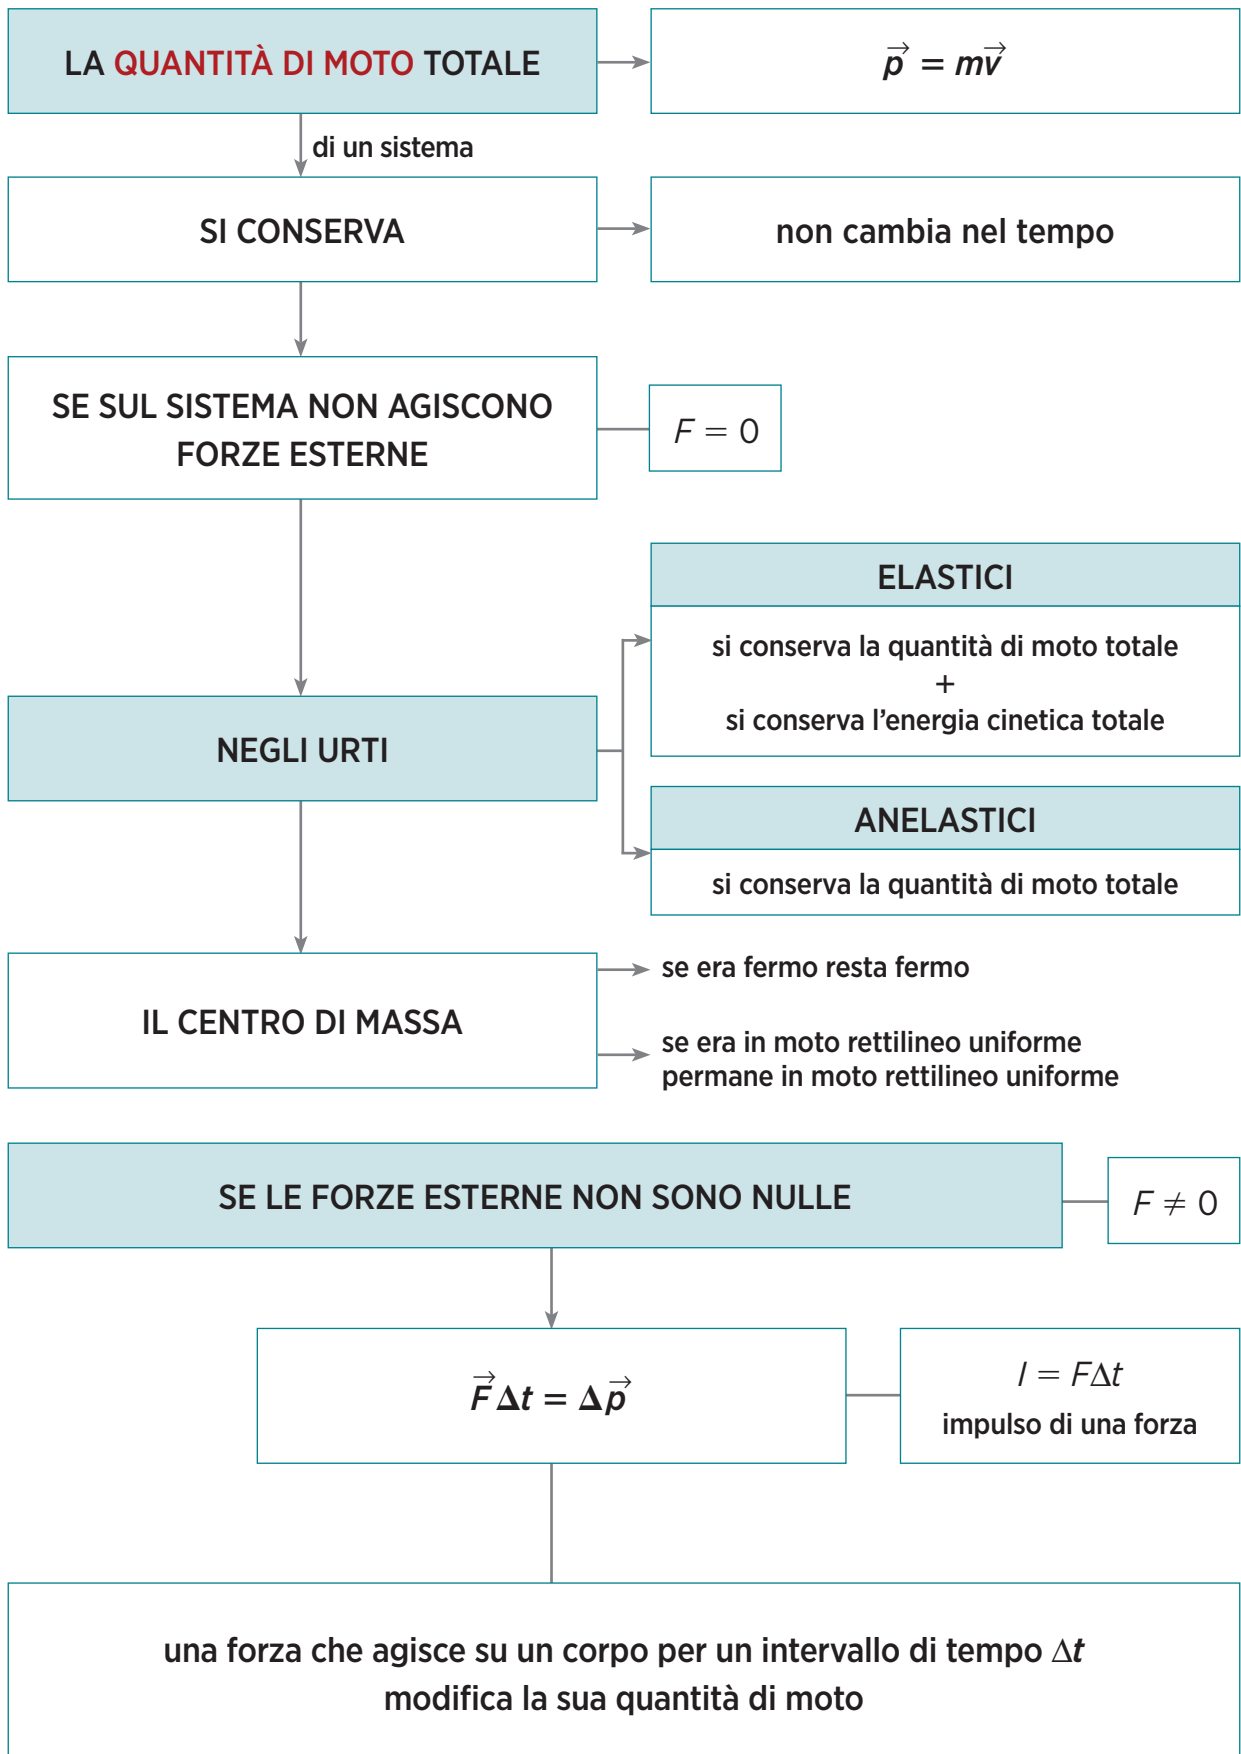 LA QUANTITÀ DI MOTO TOTALE
p⃗ = mv⃗
di un sistema
SI CONSERVA
non cambia nel tempo
SE SUL SISTEMA NON AGISCONO
FORZE ESTERNE
F = 0
ELASTICI
si conserva la quantità di moto totale
+
si conserva l’energia cinetica totale
NEGLI URTI
ANELASTICI
si conserva la quantità di moto totale
IL CENTRO DI MASSA
se era fermo resta fermo
se era in moto rettilineo uniforme
permane in moto rettilineo uniforme
SE LE FORZE ESTERNE NON SONO NULLE
F ≠ 0
F⃗Δt = Δp⃗
I = FΔt
impulso di una forza
una forza che agisce su un corpo per un intervallo di tempo Δt
modifica la sua quantità di moto